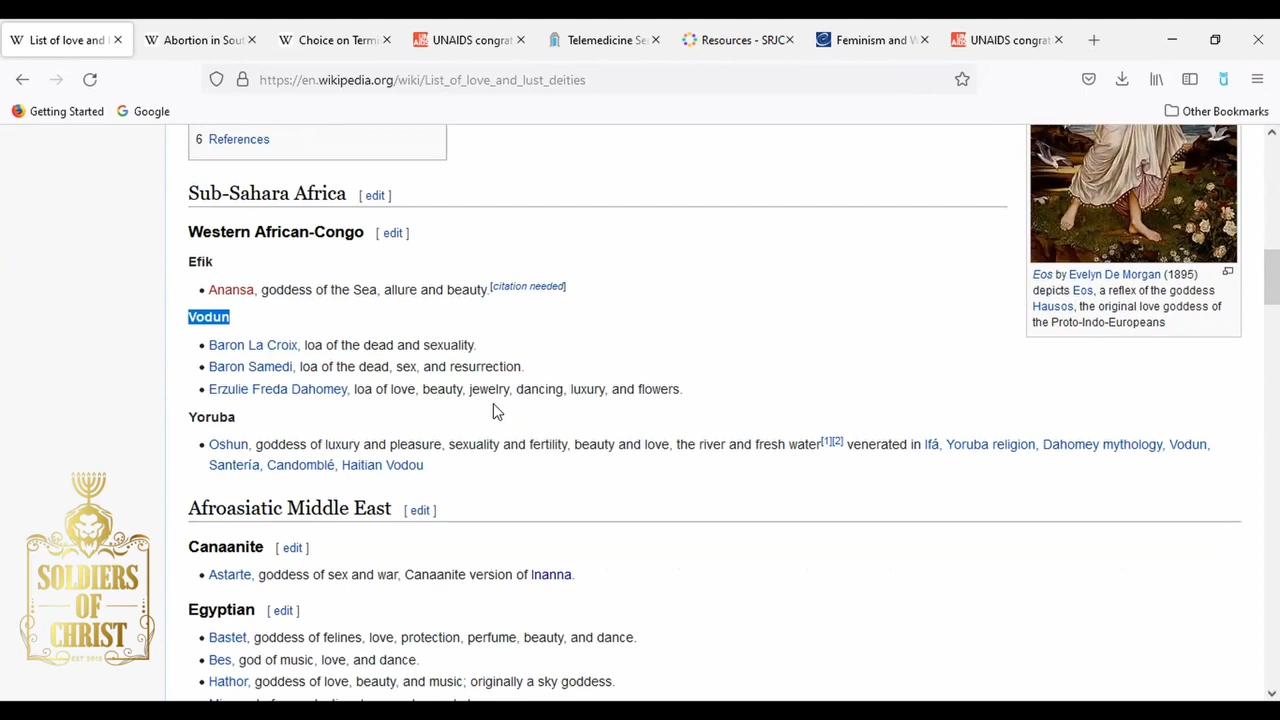 List of love and
Abortion in Sout
Choice on Termi
UNAIDS congrat
Telemedicine Se
Resources - SRJC
Feminism and W
UNAIDS congrat
https://en.wikipedia.org/wiki/List_of_love_and_lust_deities
Getting Started Google Other Bookmarks
6 References
Sub-Sahara Africa [ edit ]
Western African-Congo [ edit ]
Efik
• Anansa, goddess of the Sea, allure and beauty.[citation needed]
Vodun
• Baron La Croix, loa of the dead and sexuality.
• Baron Samedi, loa of the dead, sex, and resurrection.
• Erzulie Freda Dahomey, loa of love, beauty, jewelry, dancing, luxury, and flowers.
Yoruba
• Oshun, goddess of luxury and pleasure, sexuality and fertility, beauty and love, the river and fresh water[1][2] venerated in Ifá, Yoruba religion, Dahomey mythology, Vodun,
Santería, Candomblé, Haitian Vodou
Afroasiatic Middle East [ edit ]
Canaanite [ edit ]
• Astarte, goddess of sex and war, Canaanite version of Inanna.
Egyptian [ edit ]
• Bastet, goddess of felines, love, protection, perfume, beauty, and dance.
• Bes, god of music, love, and dance.
• Hathor, goddess of love, beauty, and music; originally a sky goddess.
Eos by Evelyn De Morgan (1895)
depicts Eos, a reflex of the goddess
Hausos, the original love goddess of
the Proto-Indo-Europeans
SOLDIERS
OF
CHRIST
EST 2012